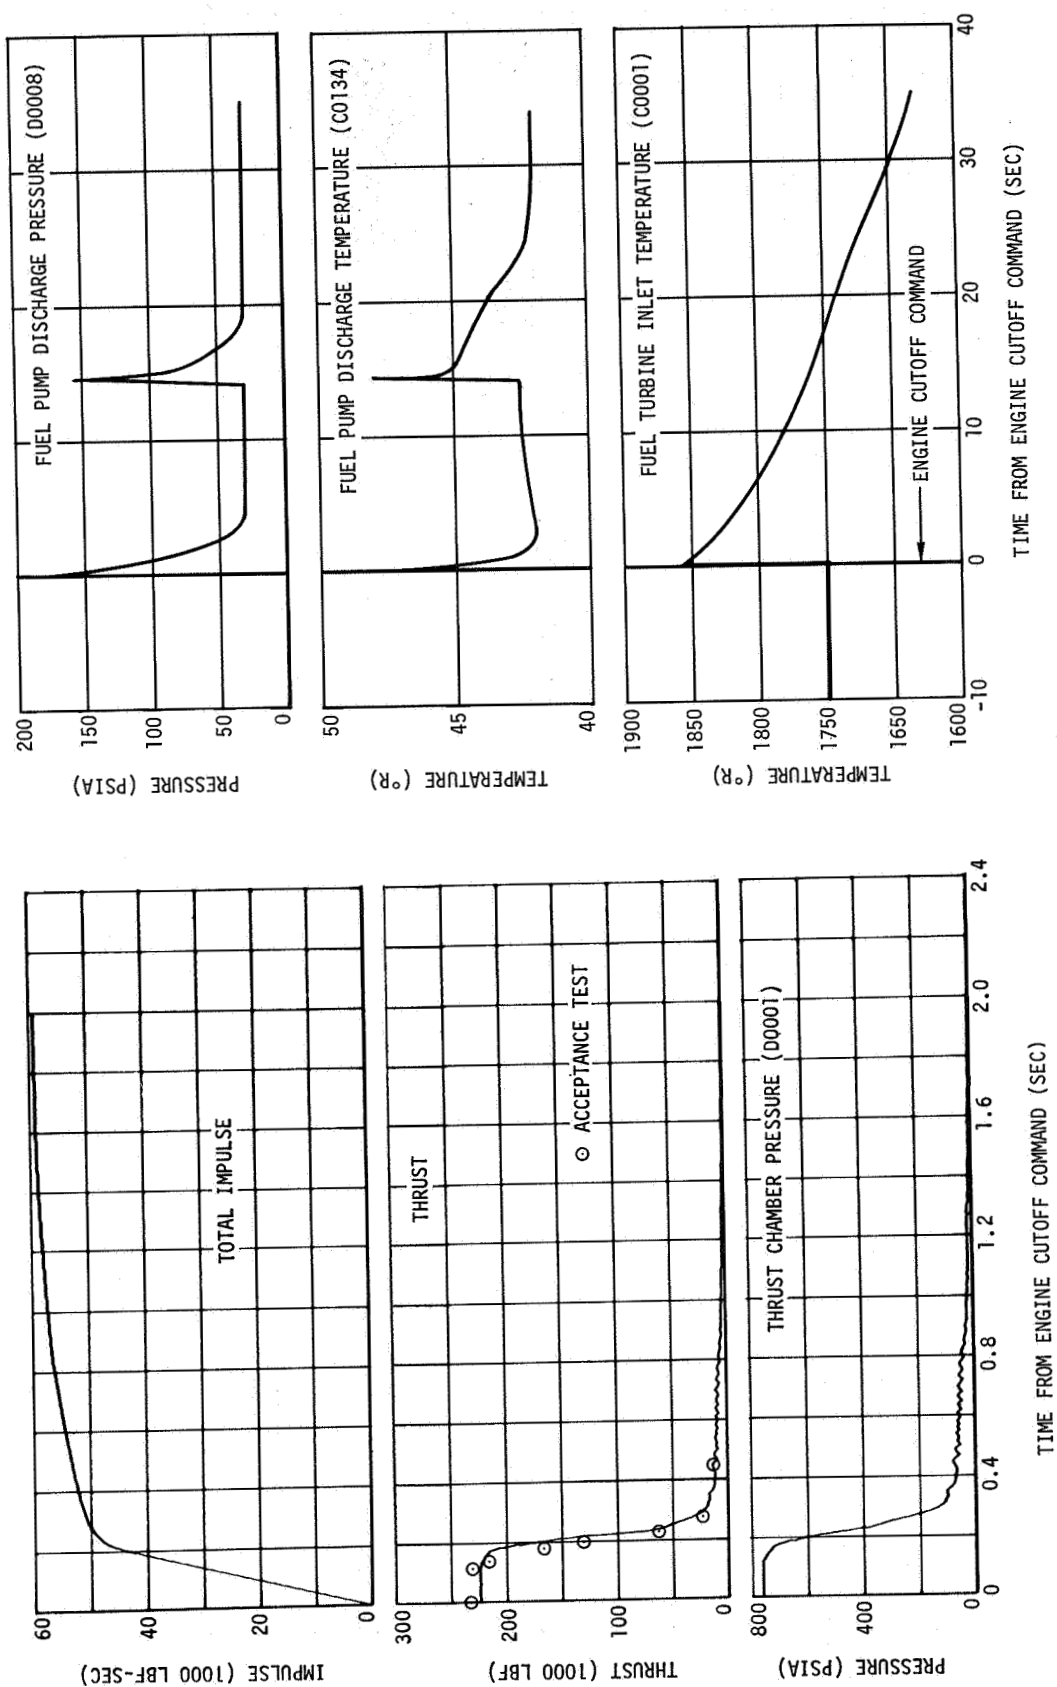 FUEL PUMP DISCHARGE PRESSURE (D0008)
200
150
100
50
0
PRESSURE (PSIA)
FUEL PUMP DISCHARGE TEMPERATURE (C0134)
50
45
40
TEMPERATURE (°R)
FUEL TURBINE INLET TEMPERATURE (C0001)
1900
1850
1800
1750
1650
1600
TEMPERATURE (°R)
ENGINE CUTOFF COMMAND
-10
0
10
20
30
40
TIME FROM ENGINE CUTOFF COMMAND (SEC)
TOTAL IMPULSE
60
40
20
0
IMPULSE (1000 LBF-SEC)
THRUST
ACCEPTANCE TEST
300
200
100
0
THRUST (1000 LBF)
THRUST CHAMBER PRESSURE (D0001)
800
400
0
PRESSURE (PSIA)
0
0.4
0.8
1.2
1.6
2.0
2.4
TIME FROM ENGINE CUTOFF COMMAND (SEC)